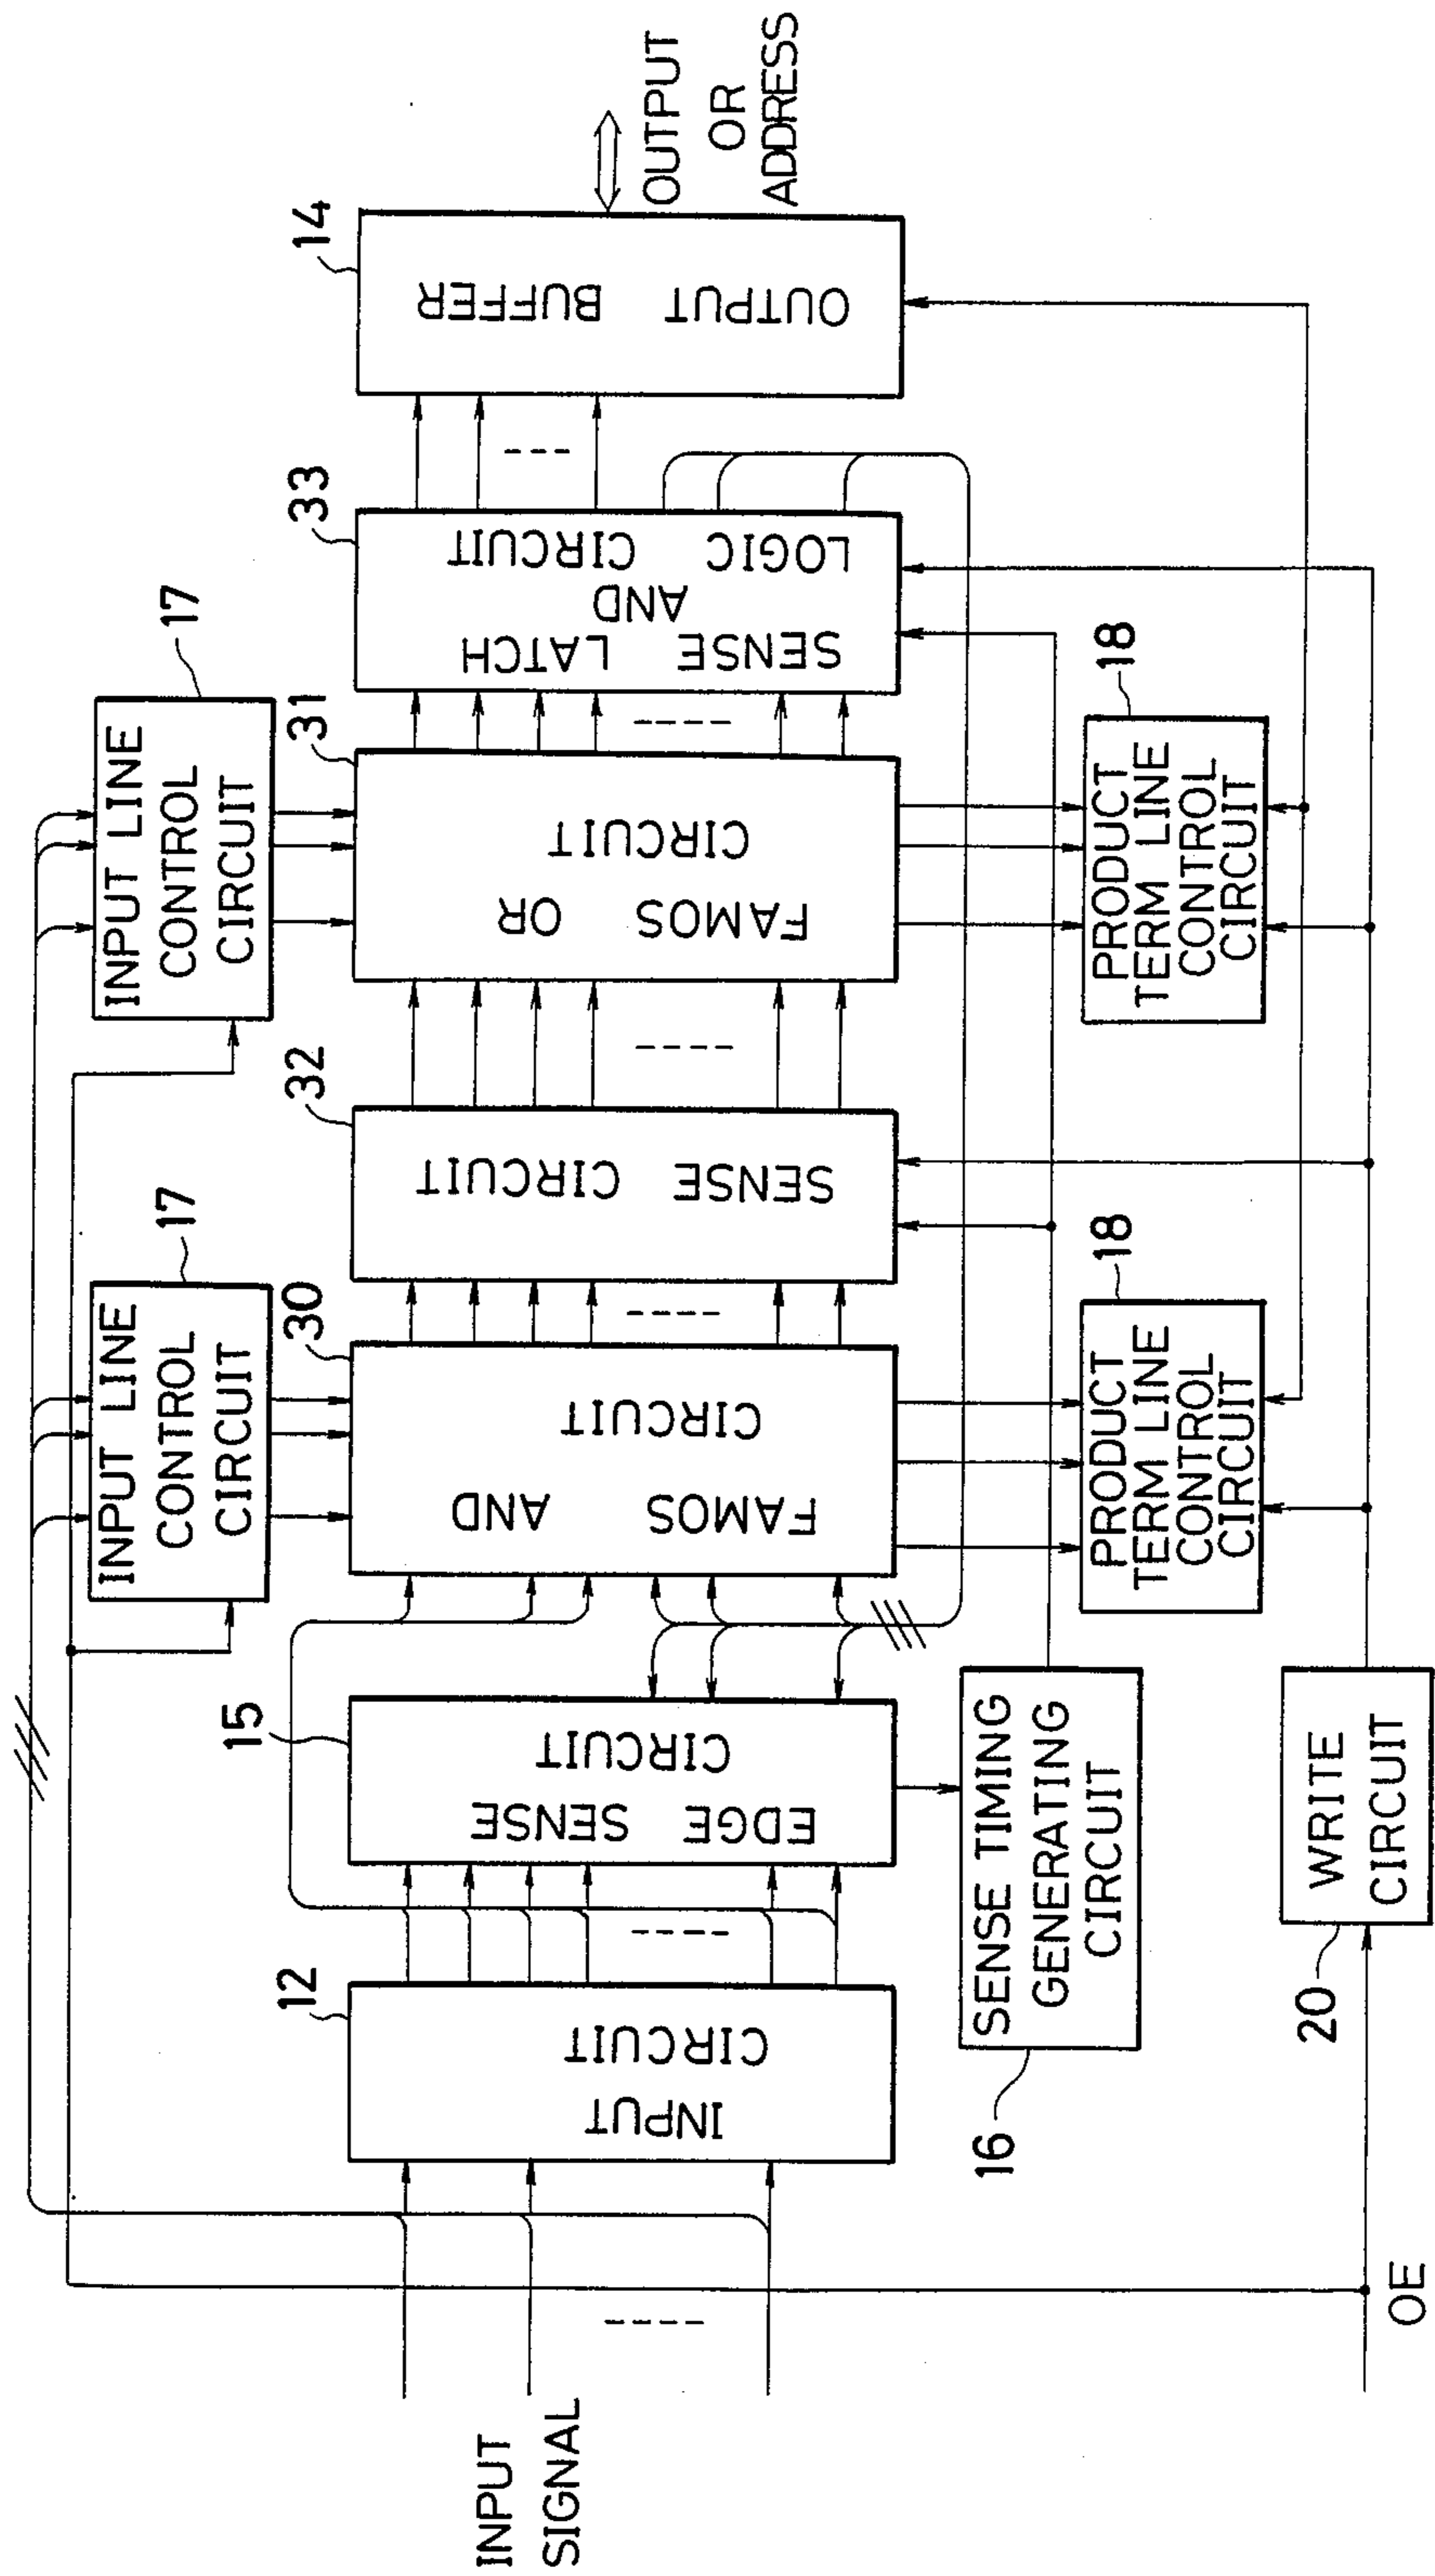 INPUT
SIGNAL
OE
12
INPUT
CIRCUIT
15
EDGE SENSE
CIRCUIT
16
SENSE TIMING
GENERATING
CIRCUIT
20
WRITE
CIRCUIT
17
INPUT LINE
CONTROL
CIRCUIT
30
FAMOS AND
CIRCUIT
18
PRODUCT
TERM LINE
CONTROL
CIRCUIT
32
SENSE CIRCUIT
17
INPUT LINE
CONTROL
CIRCUIT
31
FAMOS OR
CIRCUIT
18
PRODUCT
TERM LINE
CONTROL
CIRCUIT
33
SENSE LATCH
AND
LOGIC CIRCUIT
14
OUTPUT BUFFER
OUTPUT
OR
ADDRESS